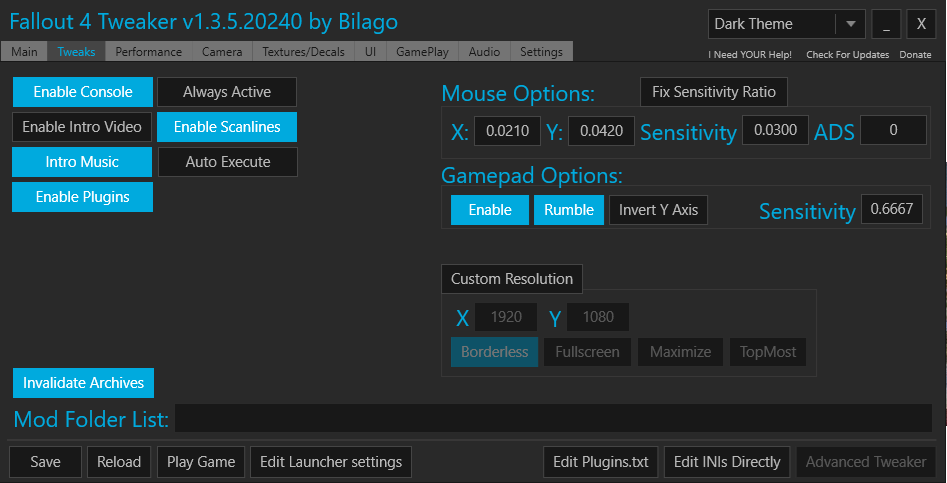 Fallout 4 Tweaker v1.3.5.20240 by Bilago
Dark Theme _ X
I Need YOUR Help! Check For Updates Donate
Main Tweaks Performance Camera Textures/Decals UI GamePlay Audio Settings
Enable Console Always Active
Enable Intro Video Enable Scanlines
Intro Music Auto Execute
Enable Plugins
Mouse Options: Fix Sensitivity Ratio
X: 0.0210 Y: 0.0420 Sensitivity 0.0300 ADS 0
Gamepad Options:
Enable Rumble Invert Y Axis Sensitivity 0.6667
Custom Resolution
X 1920 Y 1080
Borderless Fullscreen Maximize TopMost
Invalidate Archives
Mod Folder List:
Save Reload Play Game Edit Launcher settings Edit Plugins.txt Edit INIs Directly Advanced Tweaker